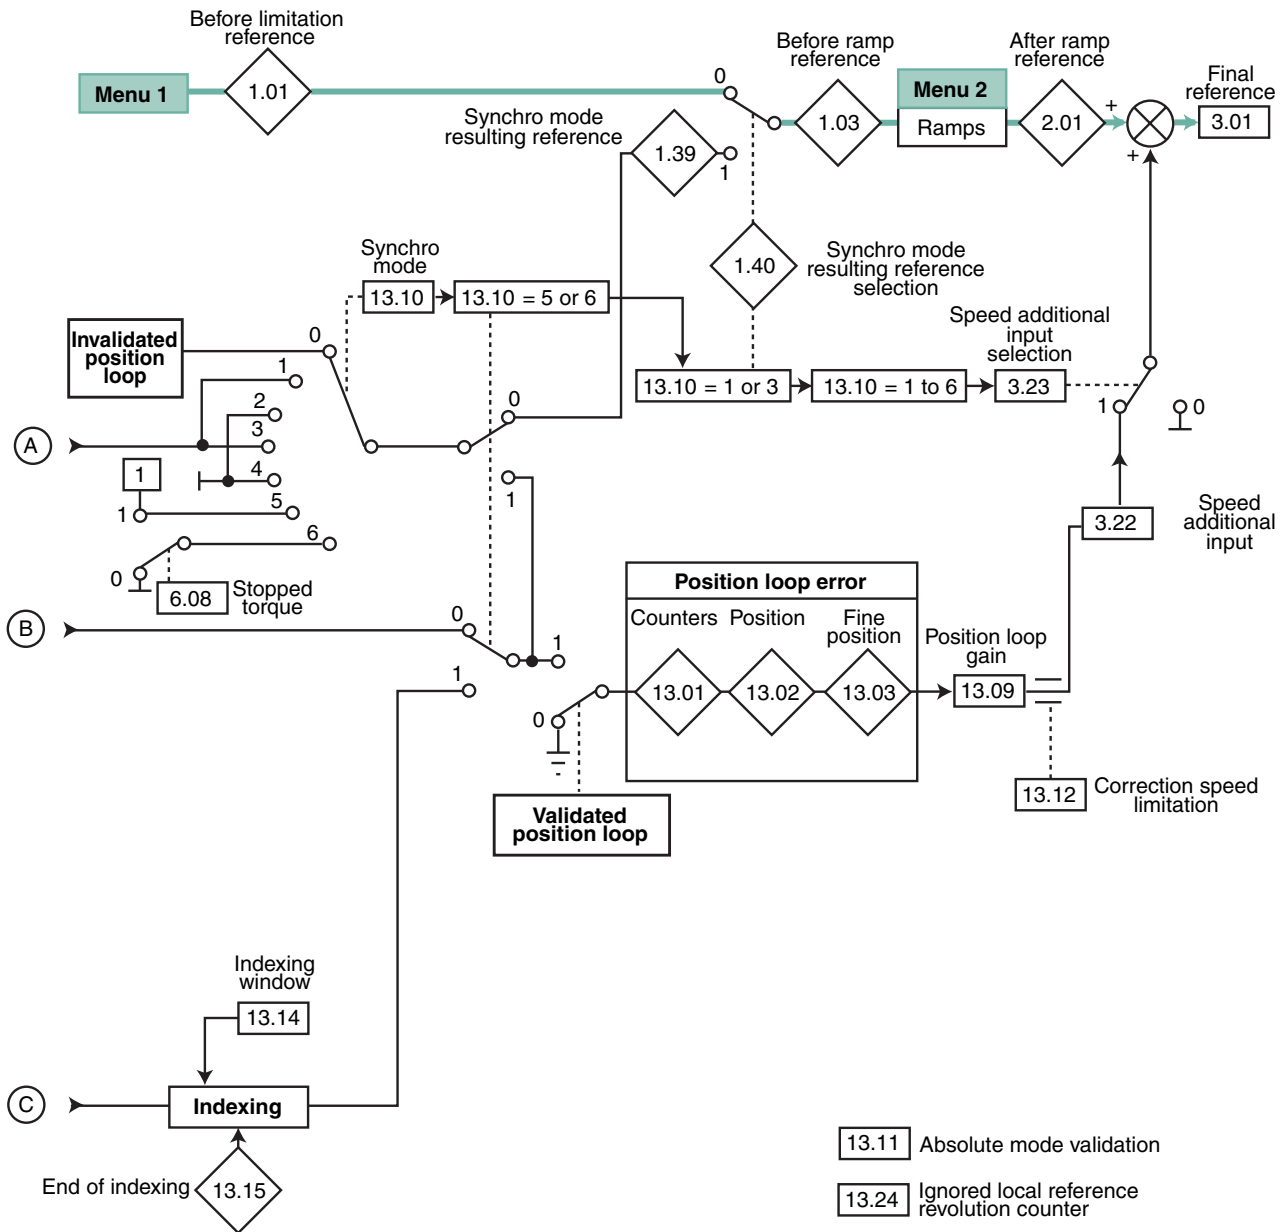 Before limitation
reference
Menu 1
1.01
0
Before ramp
reference
After ramp
reference
Final
reference
Menu 2
Ramps
1.03
2.01
+
+
3.01
Synchro mode
resulting reference
1.39
1
Synchro
mode
13.10
13.10 = 5 or 6
1.40
Synchro mode
resulting reference
selection
Speed additional
input
selection
13.10 = 1 or 3
13.10 = 1 to 6
3.23
1
0
Invalidated
position
loop
0
1
2
3
4
5
6
A
1
1
0
6.08
Stopped
torque
0
1
3.22
Speed
additional
input
B
0
1
1
0
Position loop error
Counters
Position
Fine
position
13.01
13.02
13.03
Position loop
gain
13.09
13.12
Correction speed
limitation
Validated
position loop
Indexing
window
13.14
C
Indexing
End of indexing
13.15
13.11
Absolute mode validation
13.24
Ignored local reference
revolution counter